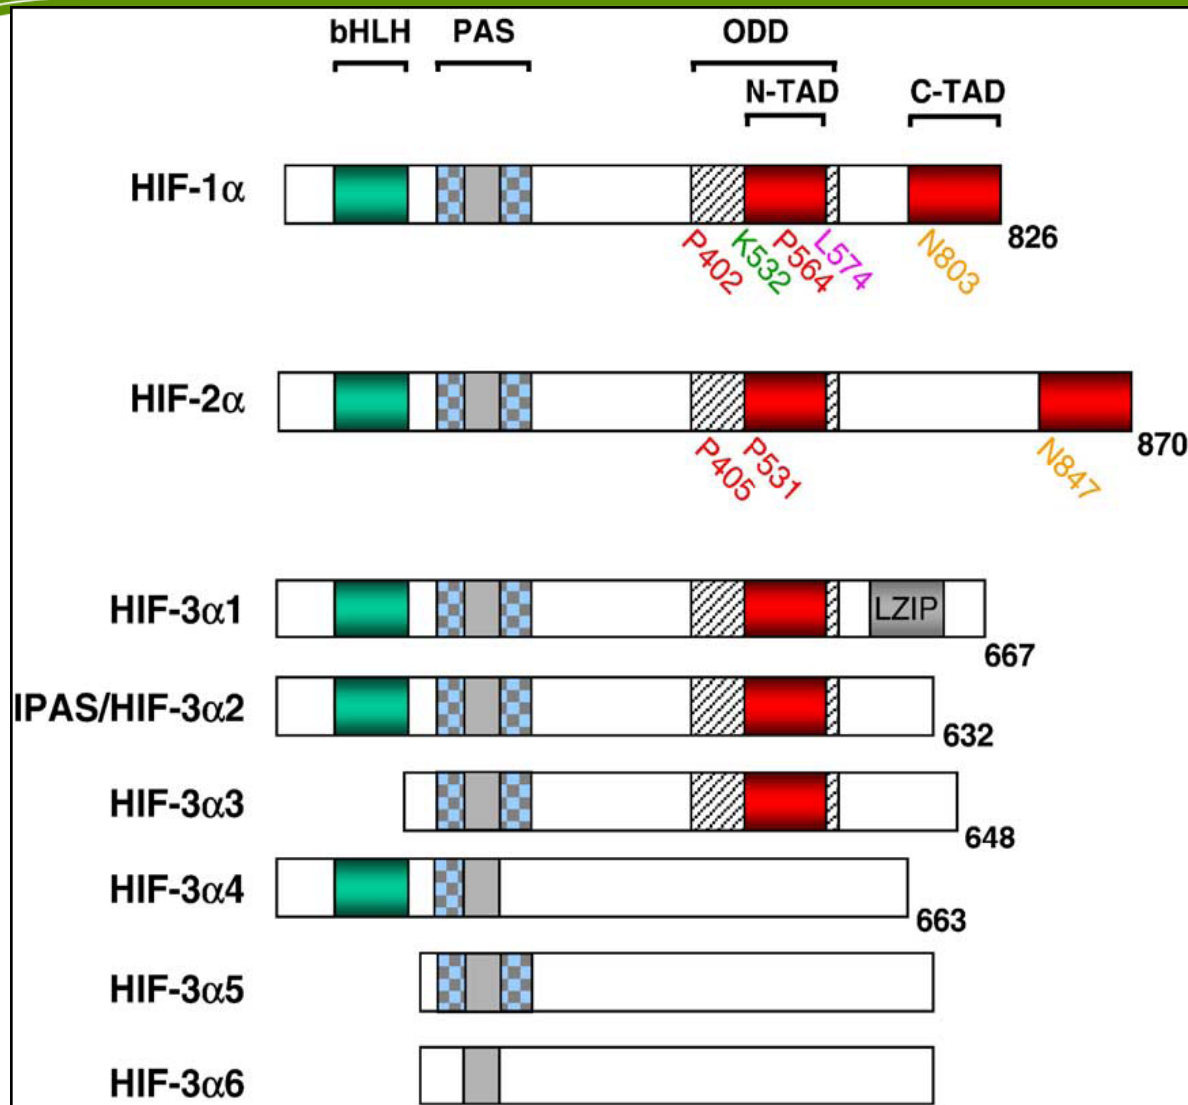 bHLH PAS ODD
N-TAD C-TAD
HIF-1α
826
P402 K532 P564 L574 N803
HIF-2α
870
P405 P531 N847
HIF-3α1
LZIP
667
IPAS/HIF-3α2
632
HIF-3α3
648
HIF-3α4
663
HIF-3α5
HIF-3α6